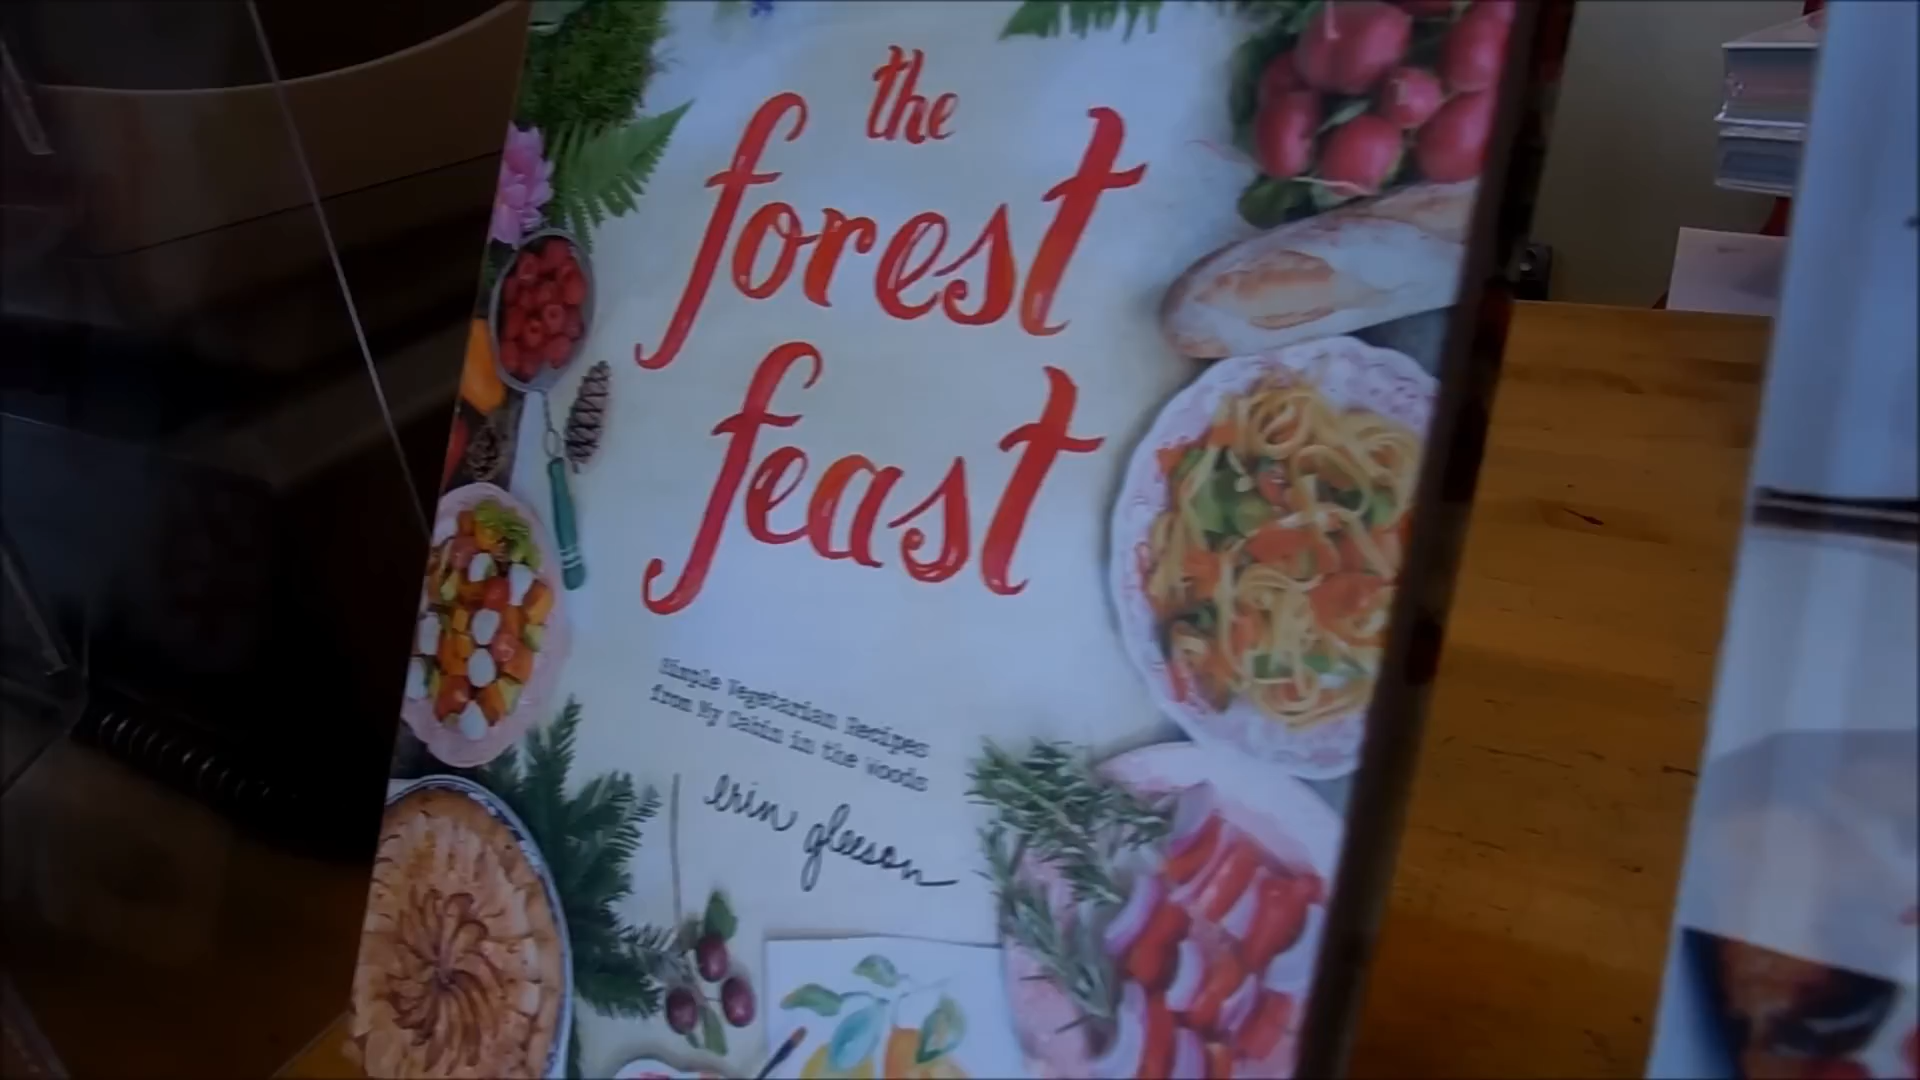 the
forest
feast
Simple Vegetarian Recipes
from My Cabin in the Woods
erin gleeson